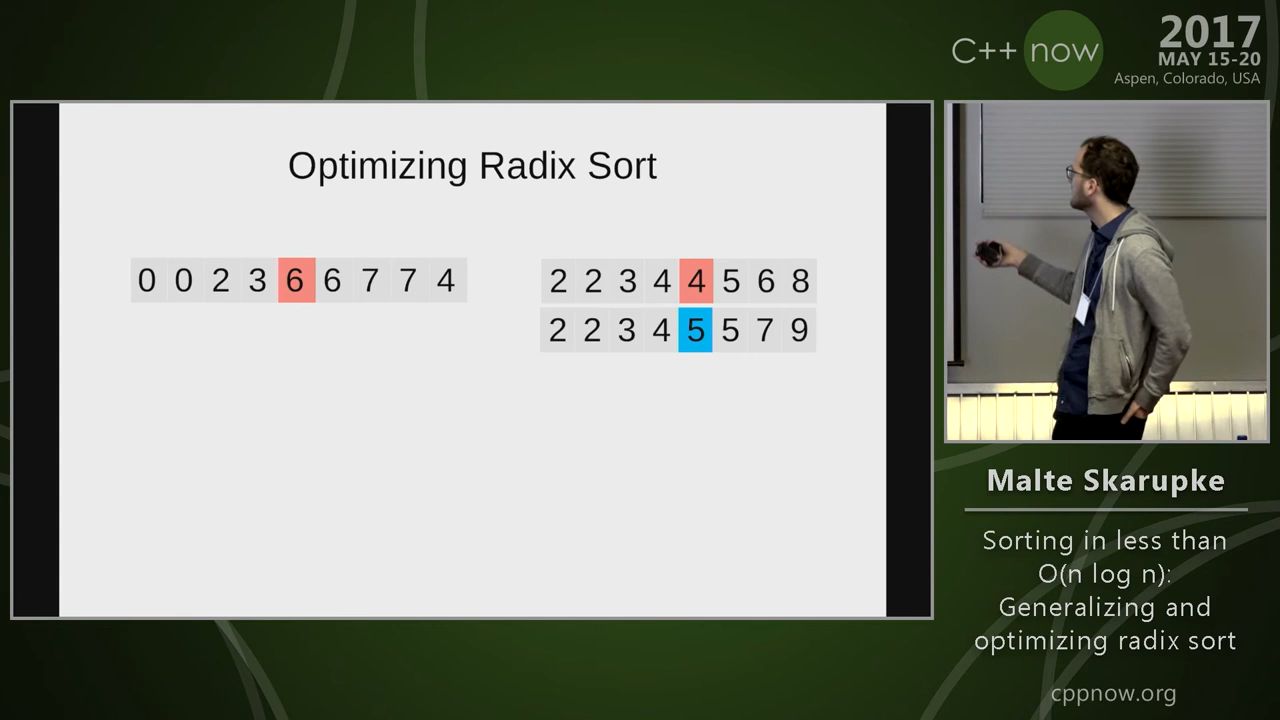 C++ now
2017
MAY 15-20
Aspen, Colorado, USA
Optimizing Radix Sort
0 0 2 3 6 6 7 7 4
2 2 3 4 4 5 6 8
2 2 3 4 5 5 7 9
Malte Skarupke
Sorting in less than
O(n log n):
Generalizing and
optimizing radix sort
cppnow.org